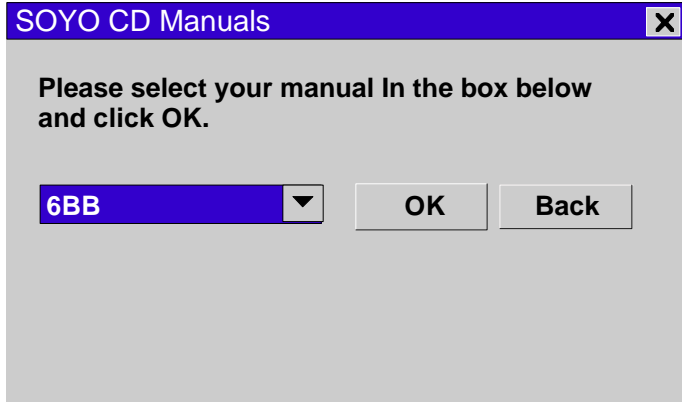 SOYO CD Manuals
Please select your manual In the box below
and click OK.
6BB
OK
Back